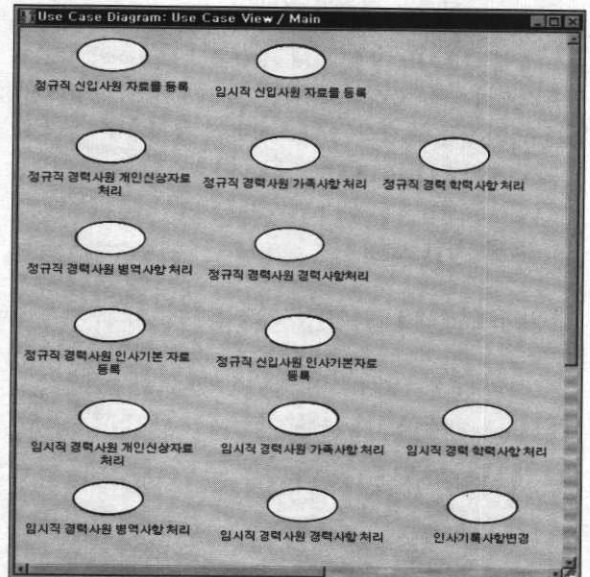 Use Case Diagram: Use Case View / Main
정규직 신입사원 자료를 등록
임시직 신입사원 자료를 등록
정규직 경력사원 개인신상자료
처리
정규직 경력사원 가족사항 처리
정규직 경력 학력사항 처리
정규직 경력사원 병역사항 처리
정규직 경력사원 경력사항처리
정규직 경력사원 인사기본 자료
등록
정규직 신입사원 인사기본자료
등록
임시직 경력사원 개인신상자료
처리
임시직 경력사원 가족사항 처리
임시직 경력 학력사항 처리
임시직 경력사원 병역사항 처리
임시직 경력사원 경력사항 처리
인사기록사항변경